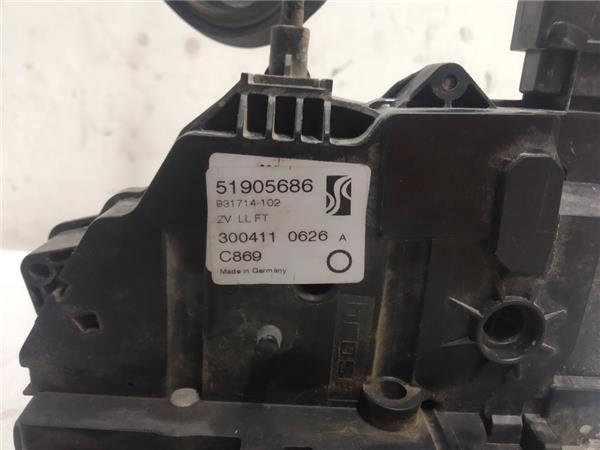 51905686
931714-102
ZV LL FT
300411 0626 A
C869
Made in Germany